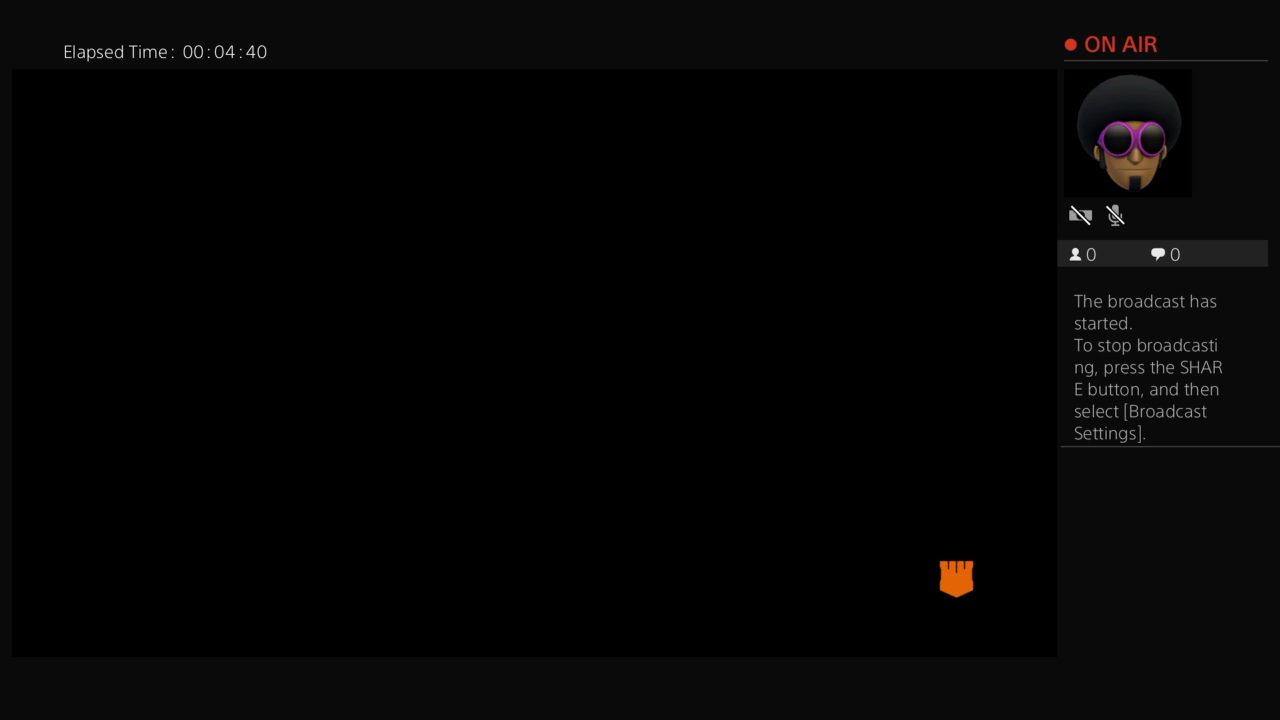 Elapsed Time: 00:04:40
ON AIR
0 0
The broadcast has
started.
To stop broadcasti
ng, press the SHAR
E button, and then
select [Broadcast
Settings].